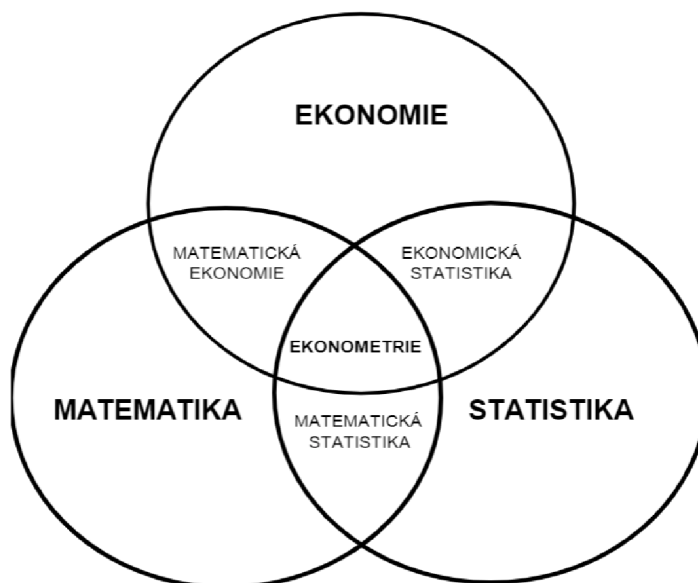 EKONOMIE
MATEMATICKÁ
EKONOMIE
EKONOMICKÁ
STATISTIKA
EKONOMETRIE
MATEMATIKA
MATEMATICKÁ
STATISTIKA
STATISTIKA